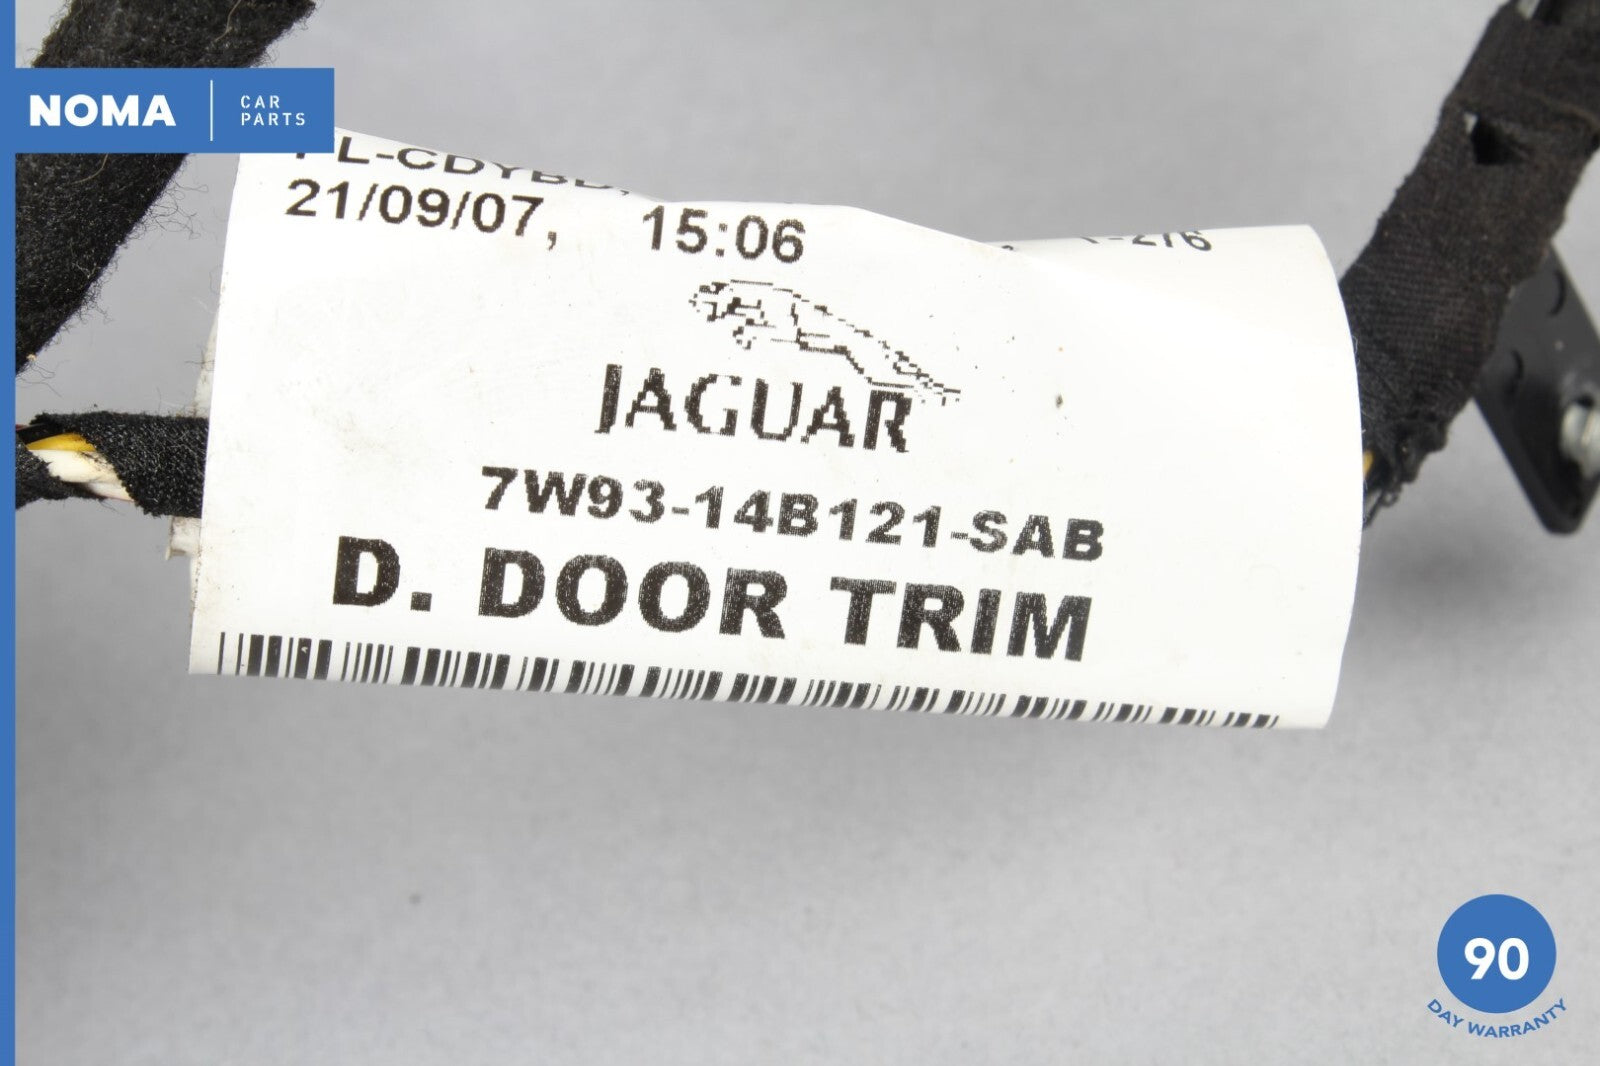 NOMA
CAR
PARTS
21/09/07, 15:06
JAGUAR
7W93-14B121-SAB
D. DOOR TRIM
90
DAY WARRANTY